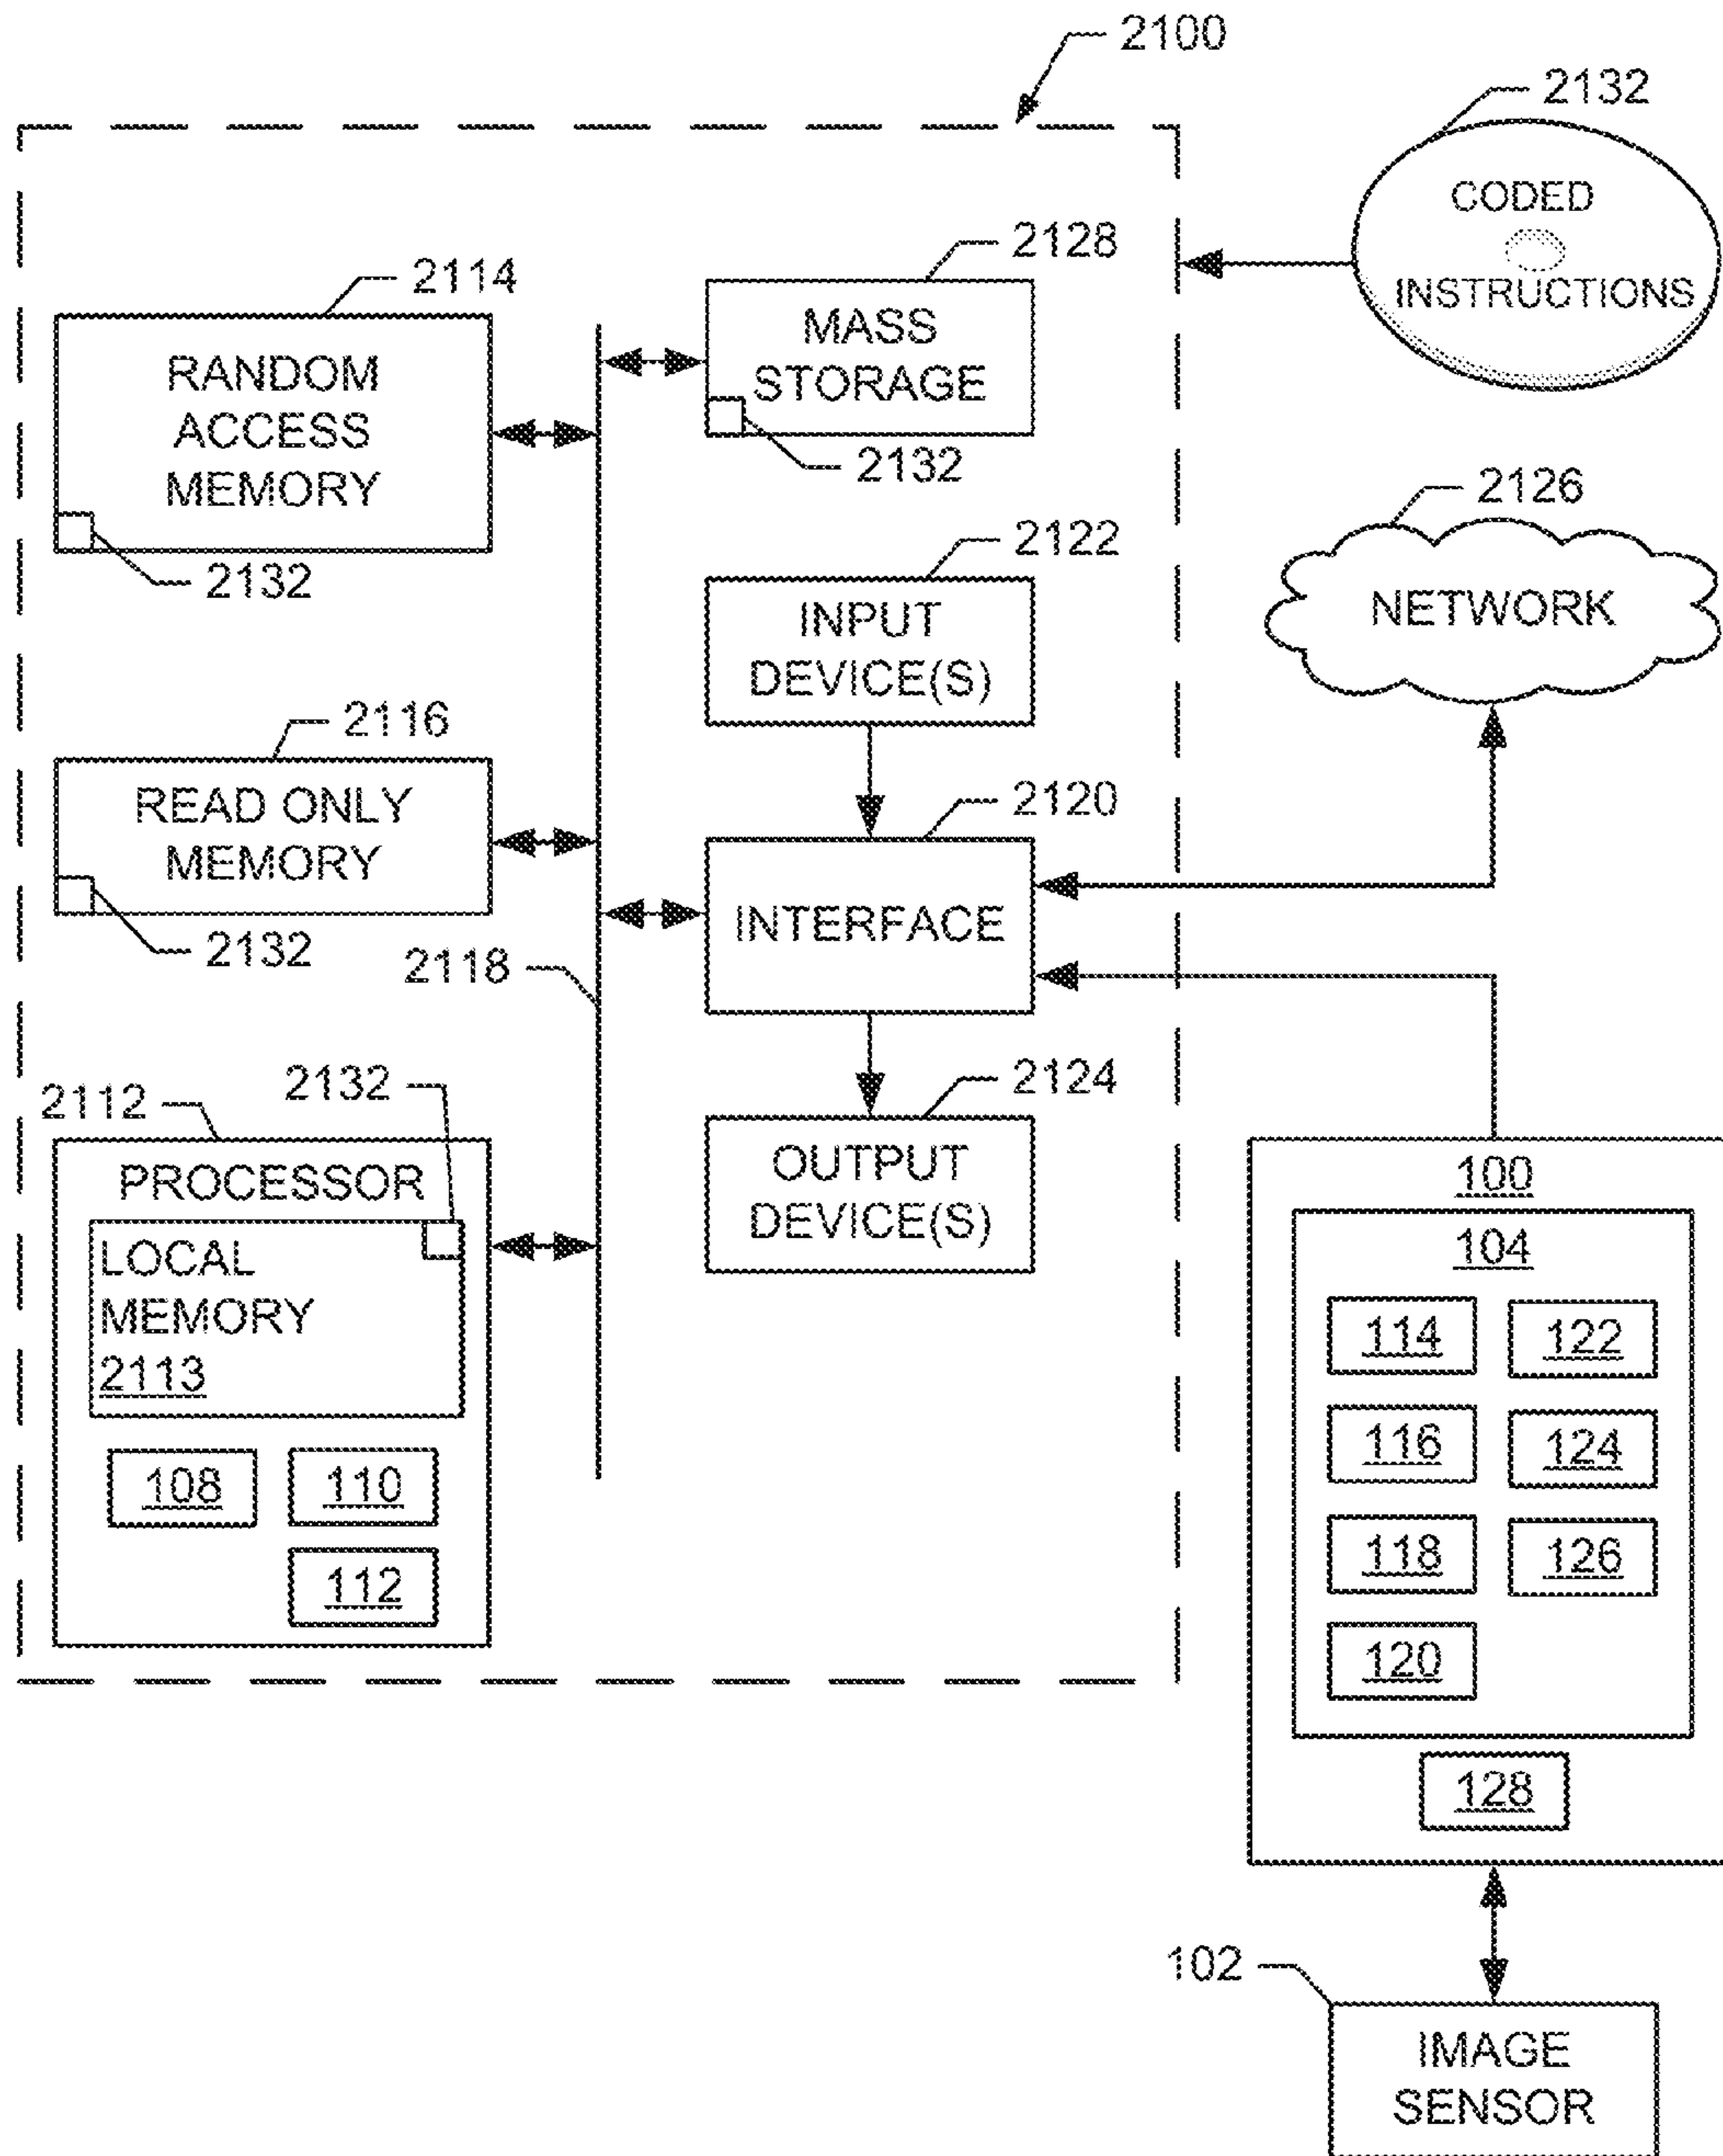 2100
2132
CODED
INSTRUCTIONS
2128
MASS
STORAGE
2132
2114
RANDOM
ACCESS
MEMORY
2132
2126
NETWORK
2122
INPUT
DEVICE(S)
2116
READ ONLY
MEMORY
2132
2120
INTERFACE
2118
2124
OUTPUT
DEVICE(S)
2112
2132
PROCESSOR
LOCAL
MEMORY
2113
108
110
112
100
104
114
122
116
124
118
126
120
128
102
IMAGE
SENSOR